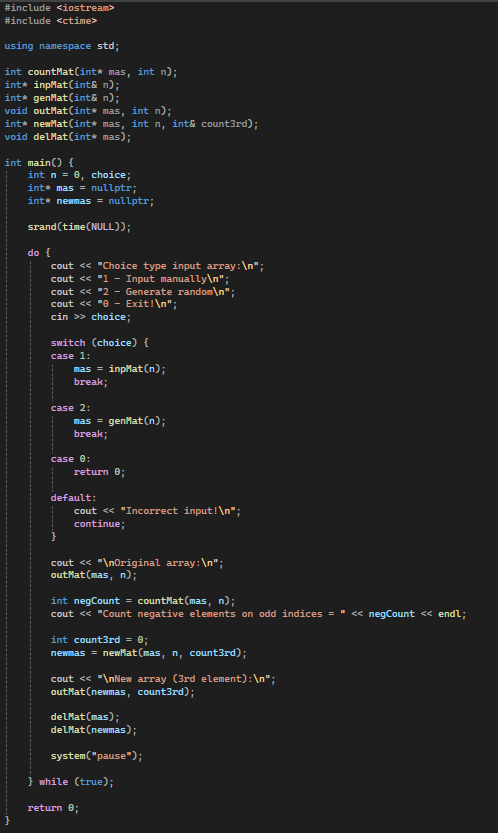 #include <iostream>
#include <ctime>
using namespace std;
int countMat(int* mas, int n);
int* inpMat(int& n);
int* genMat(int& n);
void outMat(int* mas, int n);
int* newMat(int* mas, int n, int& count3rd);
void delMat(int* mas);
int main() {
    int n = 0, choice;
    int* mas = nullptr;
    int* newmas = nullptr;
    srand(time(NULL));
    do {
        cout << "Choice type input array:\n";
        cout << "1 - Input manually\n";
        cout << "2 - Generate random\n";
        cout << "0 - Exit!\n";
        cin >> choice;
        switch (choice) {
        case 1:
            mas = inpMat(n);
            break;
        case 2:
            mas = genMat(n);
            break;
        case 0:
            return 0;
        default:
            cout << "Incorrect input!\n";
            continue;
        }
        cout << "\nOriginal array:\n";
        outMat(mas, n);
        int negCount = countMat(mas, n);
        cout << "Count negative elements on odd indices = " << negCount << endl;
        int count3rd = 0;
        newmas = newMat(mas, n, count3rd);
        cout << "\nNew array (3rd element):\n";
        outMat(newmas, count3rd);
        delMat(mas);
        delMat(newmas);
        system("pause");
    } while (true);
    return 0;
}